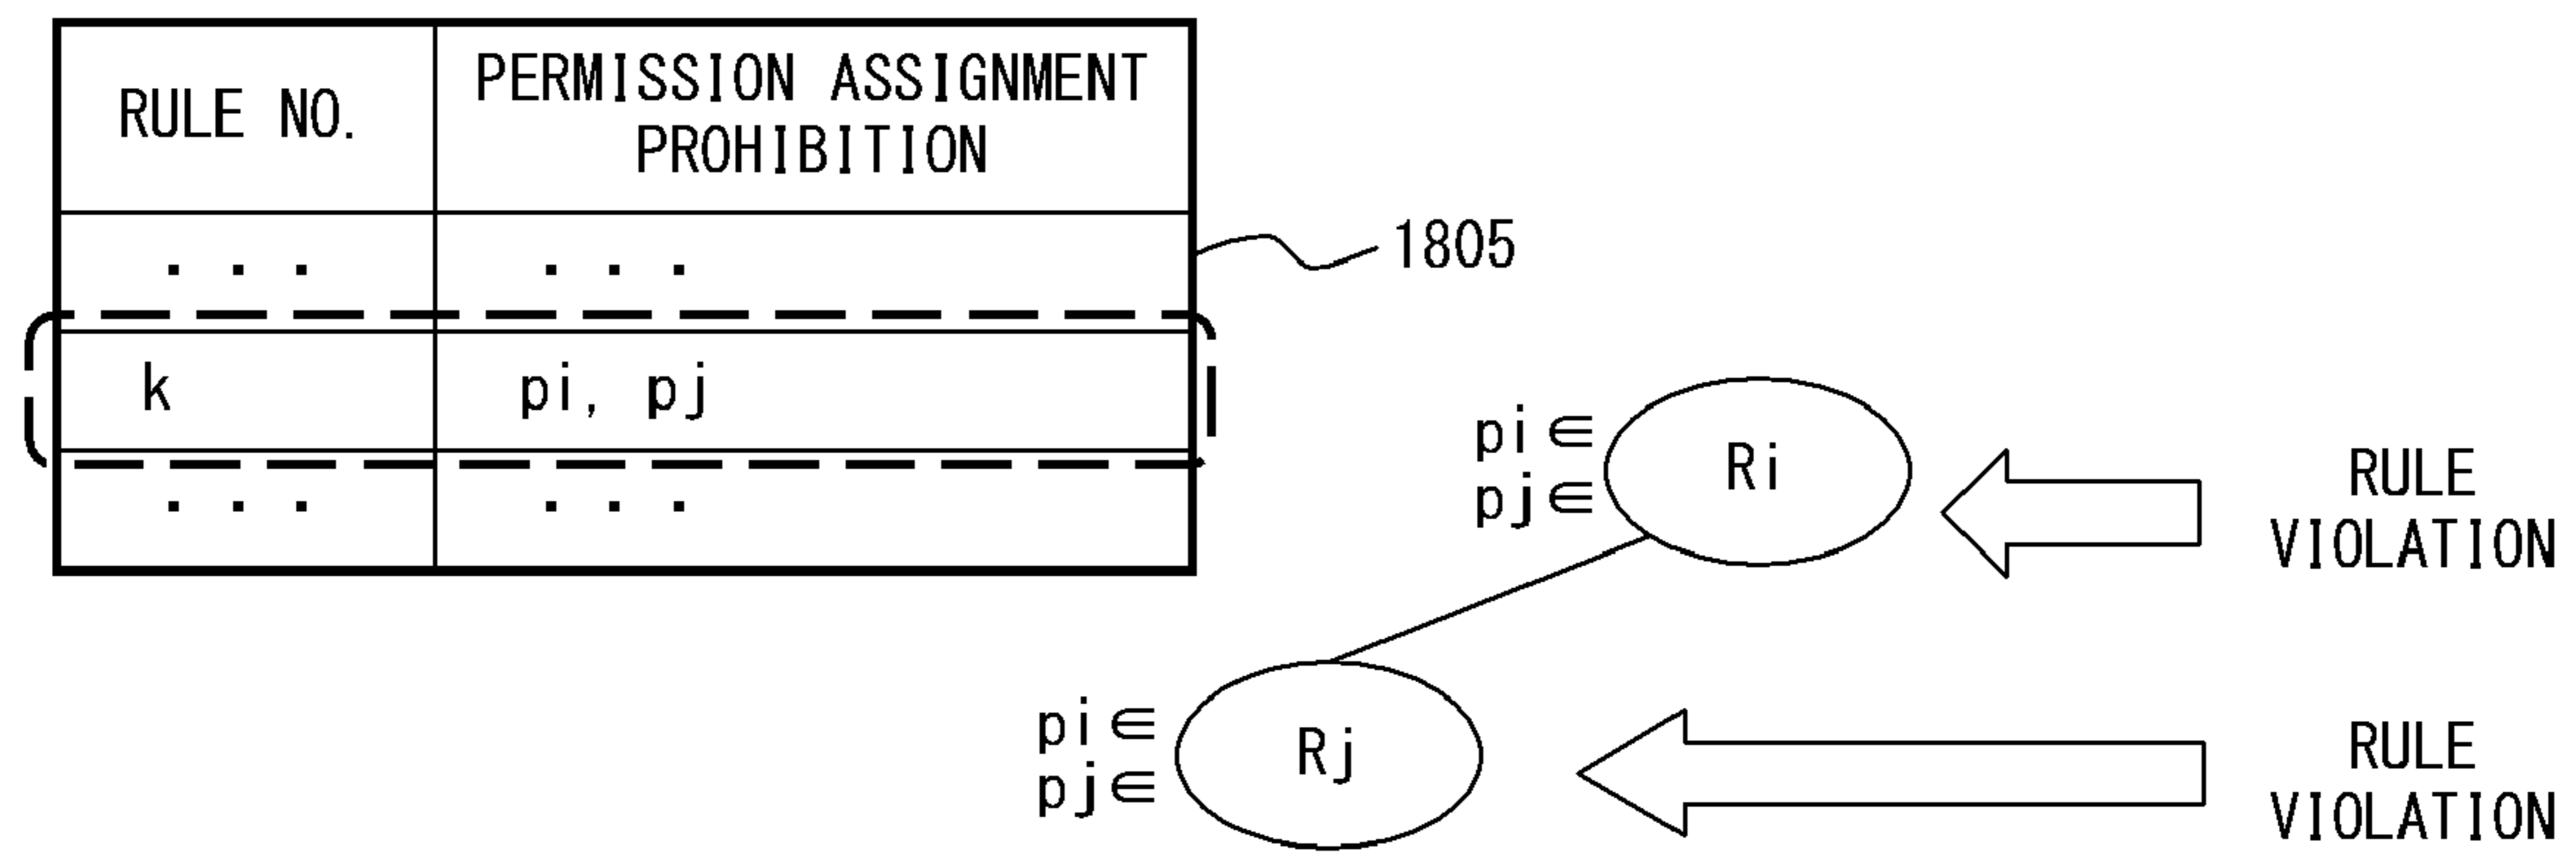 RULE NO.
PERMISSION ASSIGNMENT
PROHIBITION
. . .
. . .
1805
k
pi, pj
. . .
. . .
pi∈
pj∈
Ri
RULE
VIOLATION
pi∈
pj∈
Rj
RULE
VIOLATION